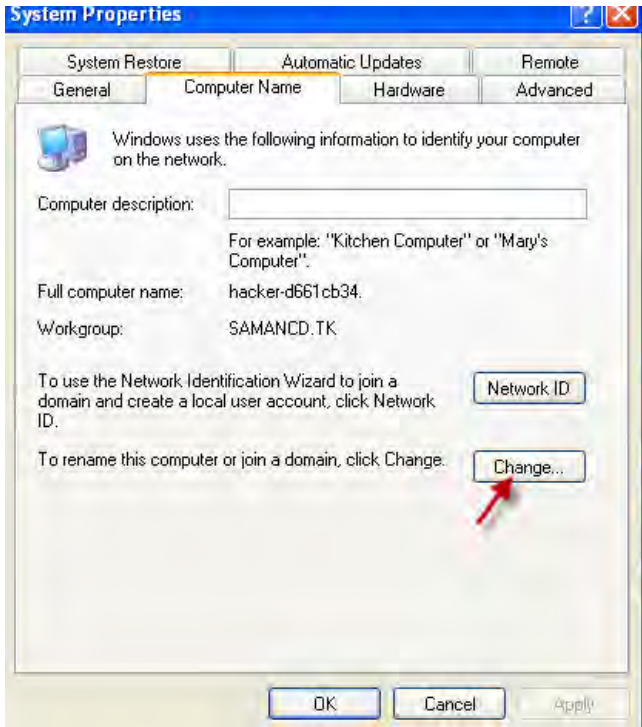 System Properties
System Restore Automatic Updates Remote
General Computer Name Hardware Advanced
Windows uses the following information to identify your computer
on the network.
Computer description:
For example: "Kitchen Computer" or "Mary's
Computer".
Full computer name: hacker-d661cb34.
Workgroup: SAMANCD.TK
To use the Network Identification Wizard to join a
domain and create a local user account, click Network
ID.
Network ID
To rename this computer or join a domain, click Change.
Change...
OK Cancel Apply